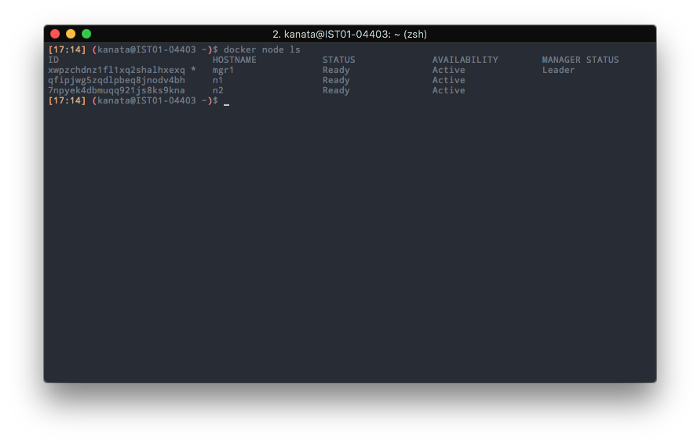 2. kanata@IST01-04403: ~ (zsh)
[17:14] (kanata@IST01-04403 ~)$ docker node ls
ID HOSTNAME STATUS AVAILABILITY MANAGER STATUS
xwpzchdnz1fl1xq2shalhxexq * mgr1 Ready Active Leader
qfipjwg5zqdlpbeq8jnodv4bh n1 Ready Active
7npyek4dbmuqq921js8ks9kna n2 Ready Active
[17:14] (kanata@IST01-04403 ~)$ _